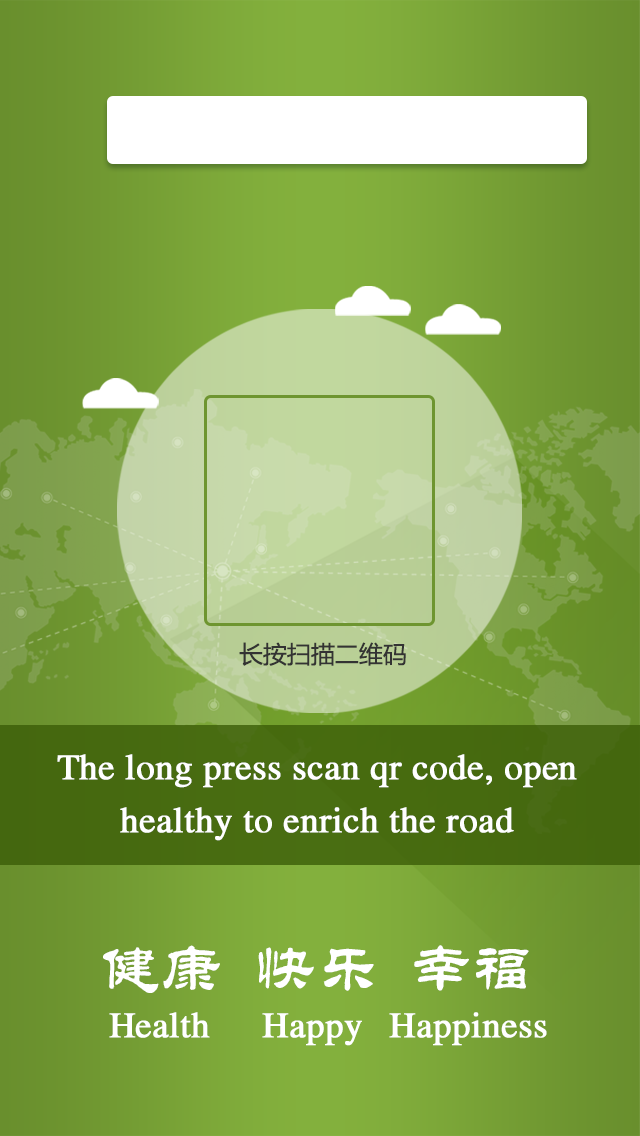 长按扫描二维码
The long press scan qr code, open
healthy to enrich the road
健康 快乐 幸福
Health Happy Happiness